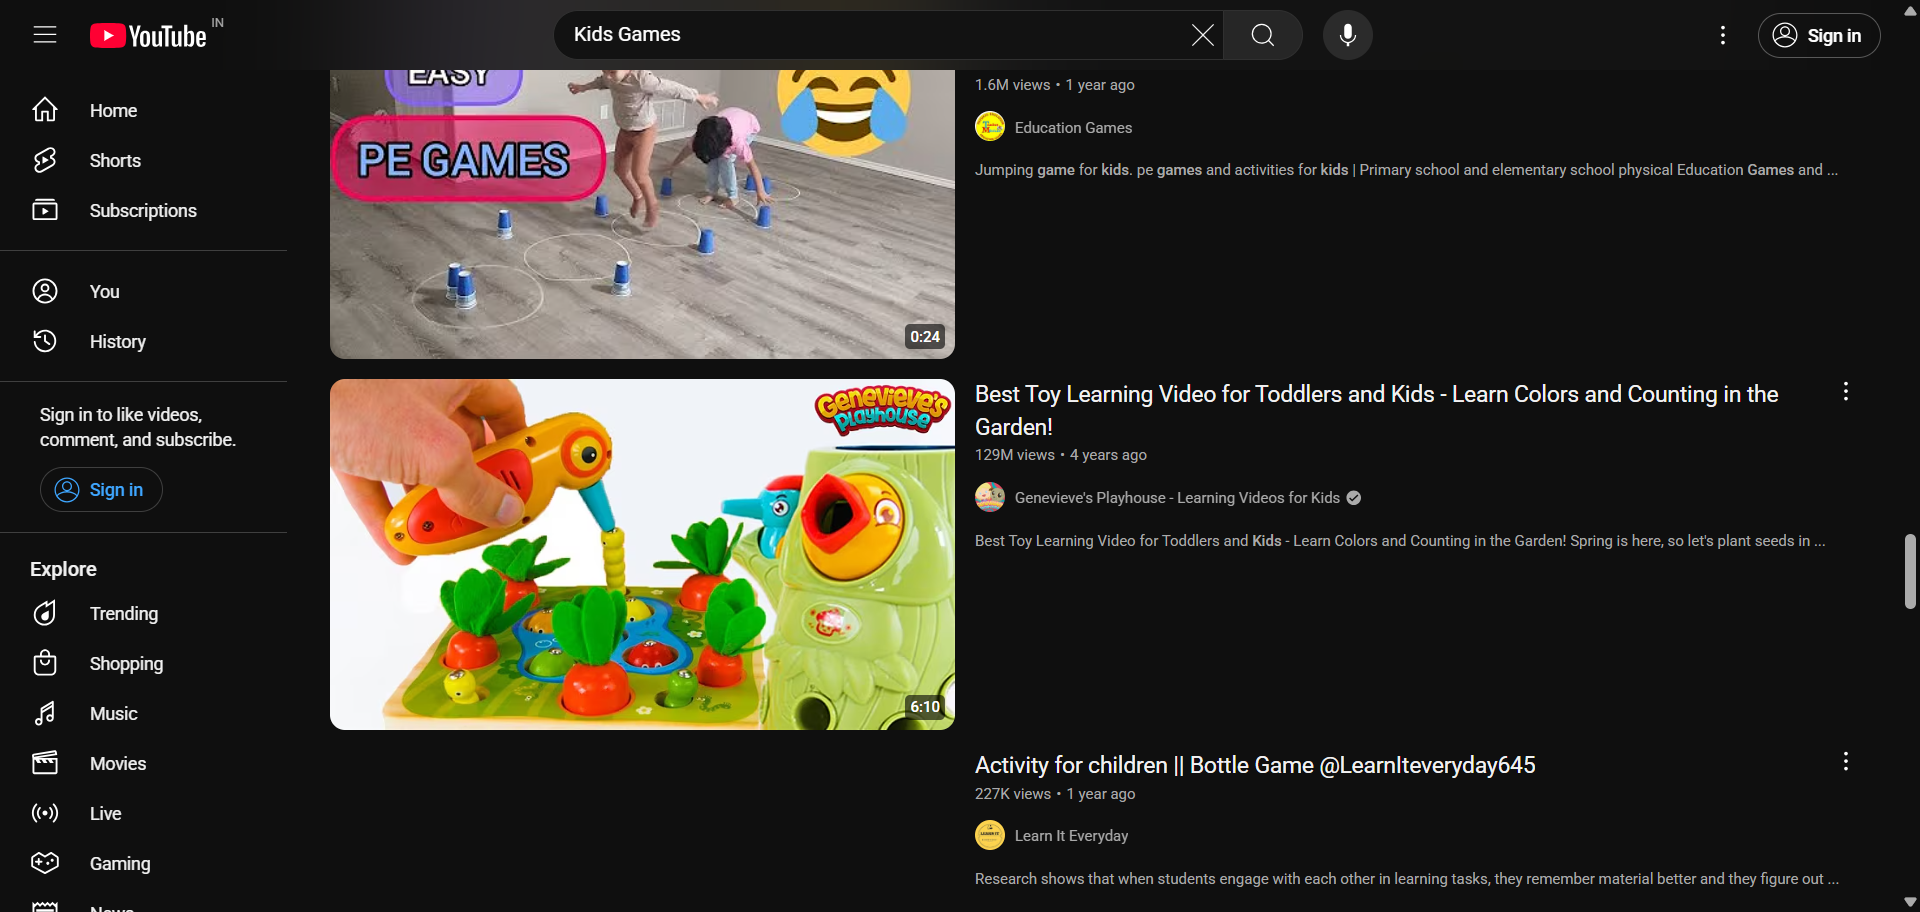 YouTube IN
Kids Games
Sign in
Home
Shorts
Subscriptions
You
History
Sign in to like videos,
comment, and subscribe.
Sign in
Explore
Trending
Shopping
Music
Movies
Live
Gaming
News
EASY
PE GAMES
0:24
1.6M views • 1 year ago
Education Games
Jumping game for kids. pe games and activities for kids | Primary school and elementary school physical Education Games and ...
GENEVIEVE'S
PLAYHOUSE
6:10
Best Toy Learning Video for Toddlers and Kids - Learn Colors and Counting in the
Garden!
129M views • 4 years ago
Genevieve's Playhouse - Learning Videos for Kids
Best Toy Learning Video for Toddlers and Kids - Learn Colors and Counting in the Garden! Spring is here, so let's plant seeds in ...
Activity for children || Bottle Game @LearnIteveryday645
227K views • 1 year ago
Learn It Everyday
Research shows that when students engage with each other in learning tasks, they remember material better and they figure out ...